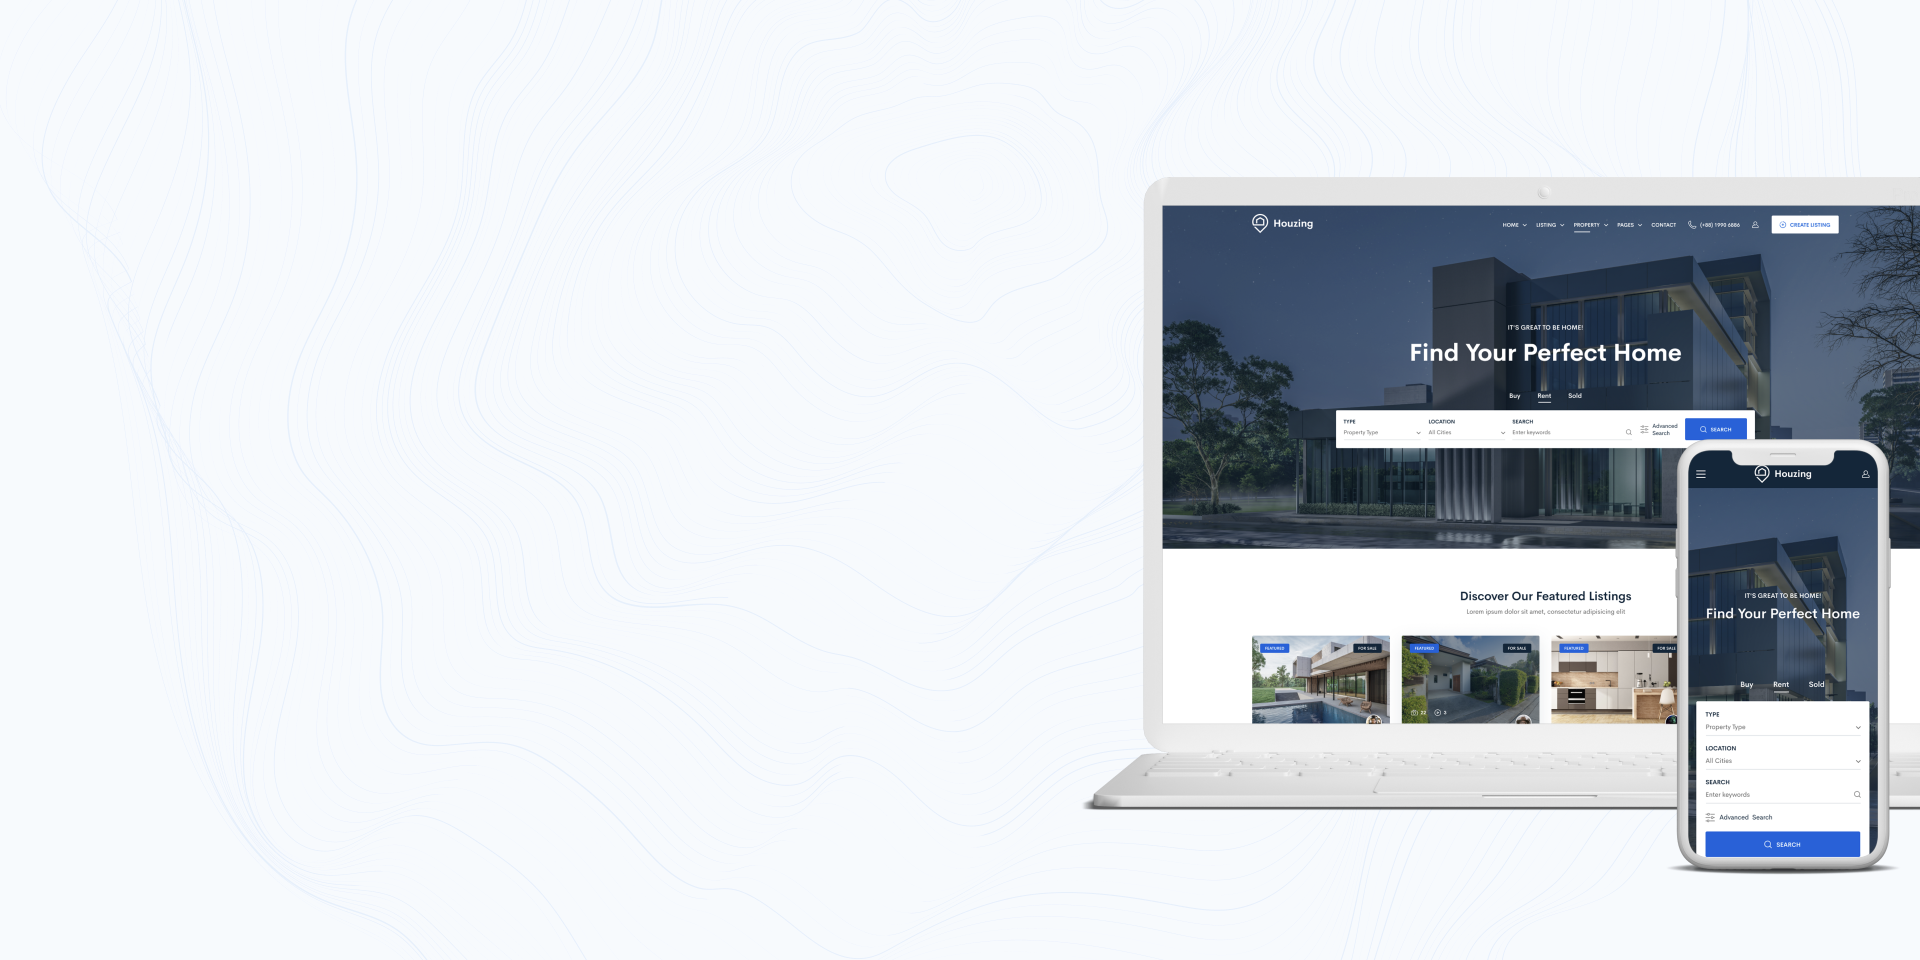 Houzing
HOME LISTING PROPERTY PAGES CONTACT (+88) 1990 6886 CREATE LISTING
IT'S GREAT TO BE HOME!
Find Your Perfect Home
Buy Rent Sold
TYPE LOCATION SEARCH
Property Type All Cities Enter keywords
Advanced
Search
SEARCH
Discover Our Featured Listings
Lorem ipsum dolor sit amet, consectetur adipisicing elit
FEATURED FOR SALE FEATURED FOR SALE FEATURED FOR SALE
22 3
Houzing
IT'S GREAT TO BE HOME!
Find Your Perfect Home
Buy Rent Sold
TYPE
Property Type
LOCATION
All Cities
SEARCH
Enter keywords
Advanced Search
SEARCH